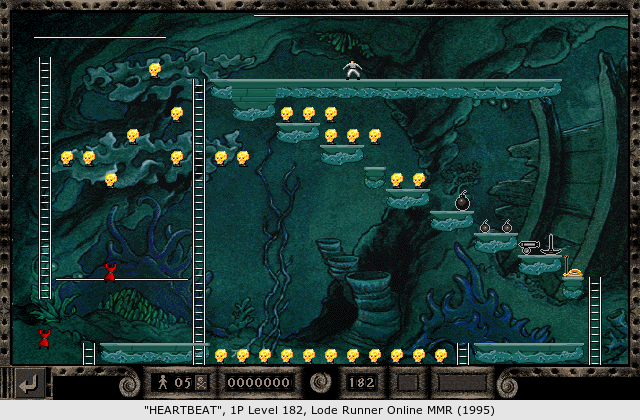 05
0000000
182
"HEARTBEAT", 1P Level 182, Lode Runner Online MMR (1995)